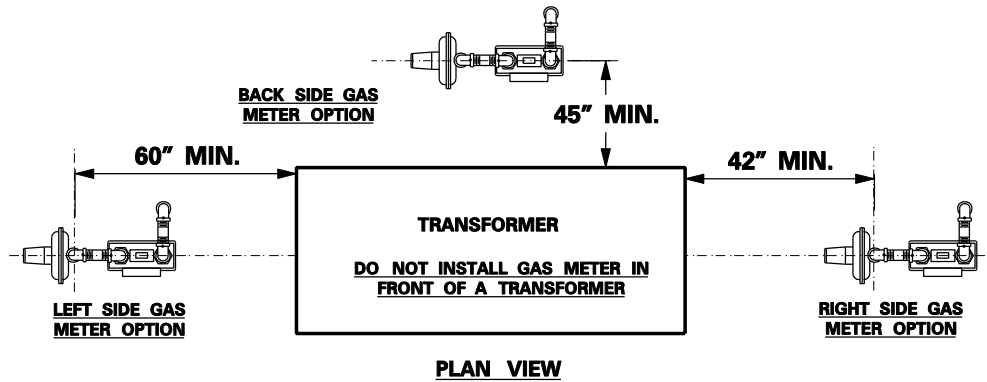 BACK SIDE GAS
METER OPTION
45" MIN.
60" MIN.
42" MIN.
TRANSFORMER
DO NOT INSTALL GAS METER IN
FRONT OF A TRANSFORMER
LEFT SIDE GAS
METER OPTION
RIGHT SIDE GAS
METER OPTION
PLAN VIEW